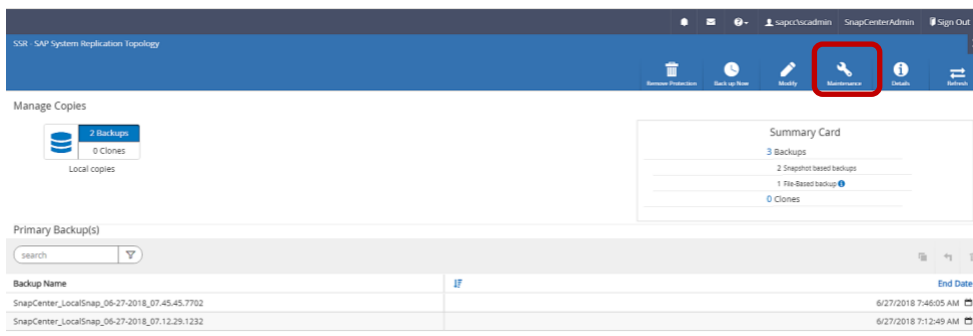 sapcc\scadmin SnapCenterAdmin Sign Out
SSR - SAP System Replication Topology
Remove Protection Back up Now Modify Maintenance Details Refresh
Manage Copies
2 Backups
0 Clones
Local copies
Summary Card
3 Backups
2 Snapshot based backups
1 File-Based backup
0 Clones
Primary Backup(s)
search
Backup Name End Date
SnapCenter_LocalSnap_06-27-2018_07.45.45.7702 6/27/2018 7:46:05 AM
SnapCenter_LocalSnap_06-27-2018_07.12.29.1232 6/27/2018 7:12:49 AM